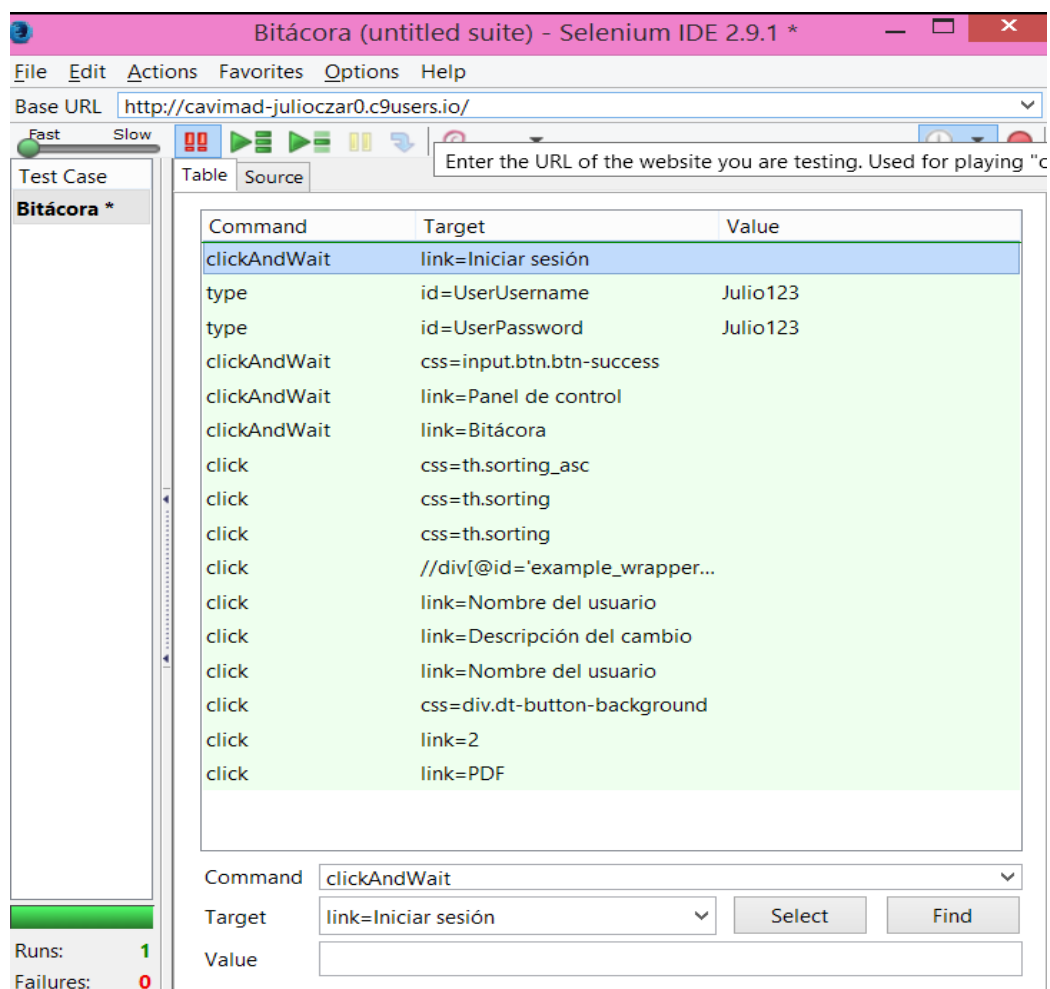 Bitácora (untitled suite) - Selenium IDE 2.9.1 *
File Edit Actions Favorites Options Help
Base URL http://cavimad-julioczar0.c9users.io/
Fast Slow
Enter the URL of the website you are testing. Used for playing "o
Test Case
Table Source
Bitácora *
Command Target Value
clickAndWait link=Iniciar sesión
type id=UserUsername Julio123
type id=UserPassword Julio123
clickAndWait css=input.btn.btn-success
clickAndWait link=Panel de control
clickAndWait link=Bitácora
click css=th.sorting_asc
click css=th.sorting
click css=th.sorting
click //div[@id='example_wrapper...
click link=Nombre del usuario
click link=Descripción del cambio
click link=Nombre del usuario
click css=div.dt-button-background
click link=2
click link=PDF
Command clickAndWait
Target link=Iniciar sesión Select Find
Value
Runs: 1
Failures: 0